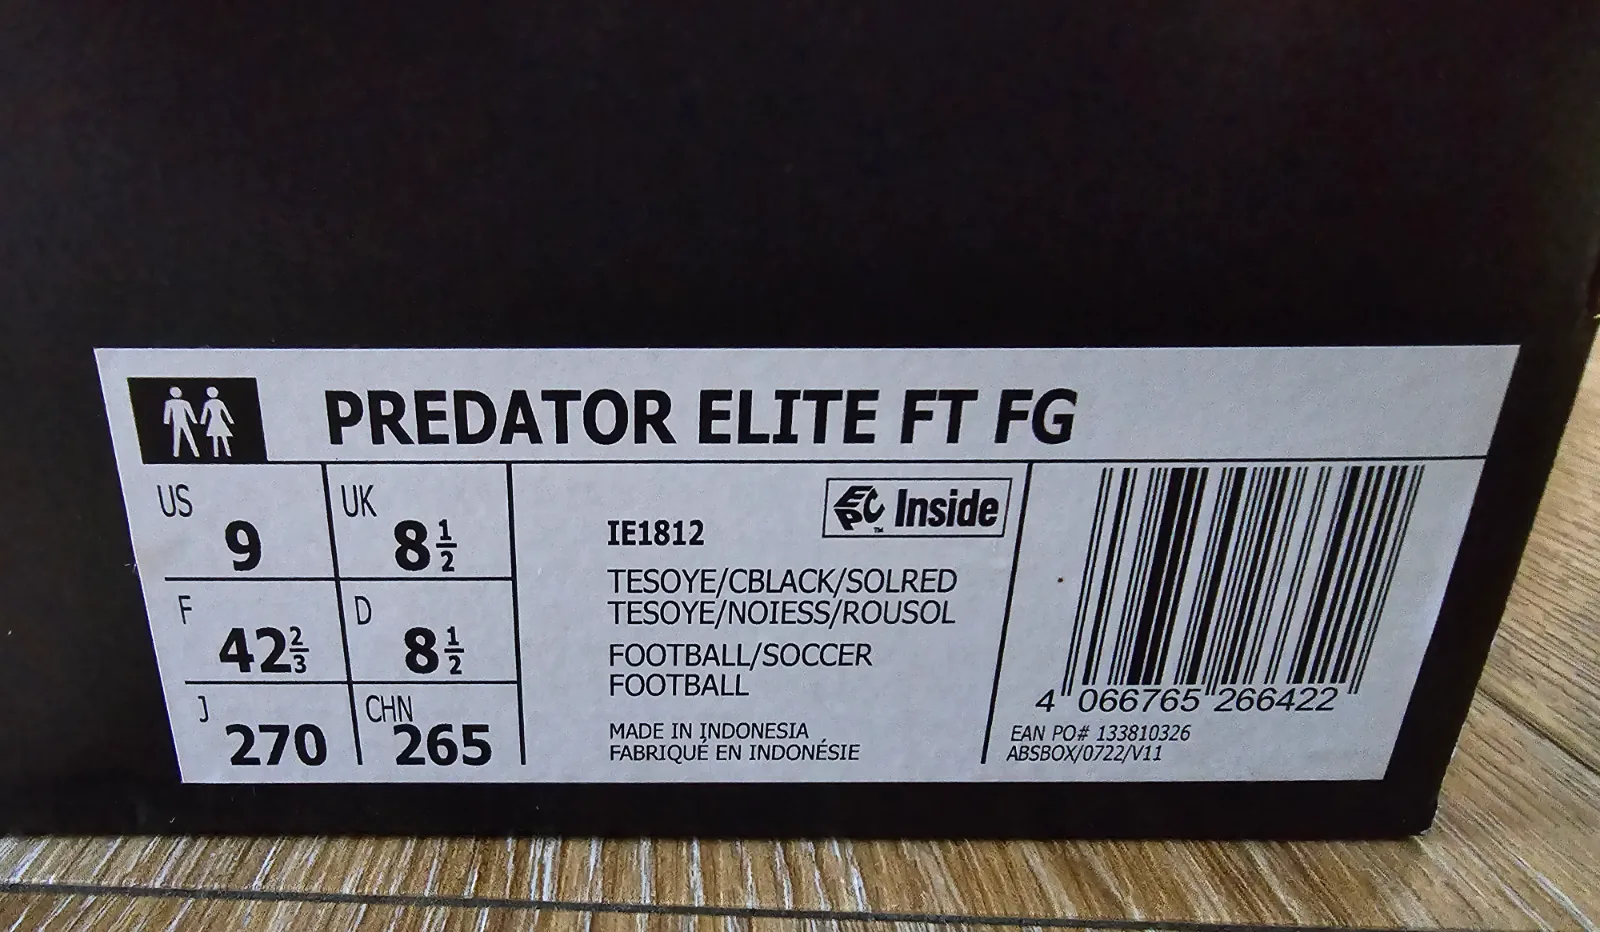 PREDATOR ELITE FT FG
US 9
UK 8 1/2
F 42 2/3
D 8 1/2
J 270
CHN 265
EPC Inside
TM
IE1812
TESOYE/CBLACK/SOLRED
TESOYE/NOIESS/ROUSOL
FOOTBALL/SOCCER
FOOTBALL
MADE IN INDONESIA
FABRIQUÉ EN INDONÉSIE
4 066765 266422
EAN PO# 133810326
ABSBOX/0722/V11